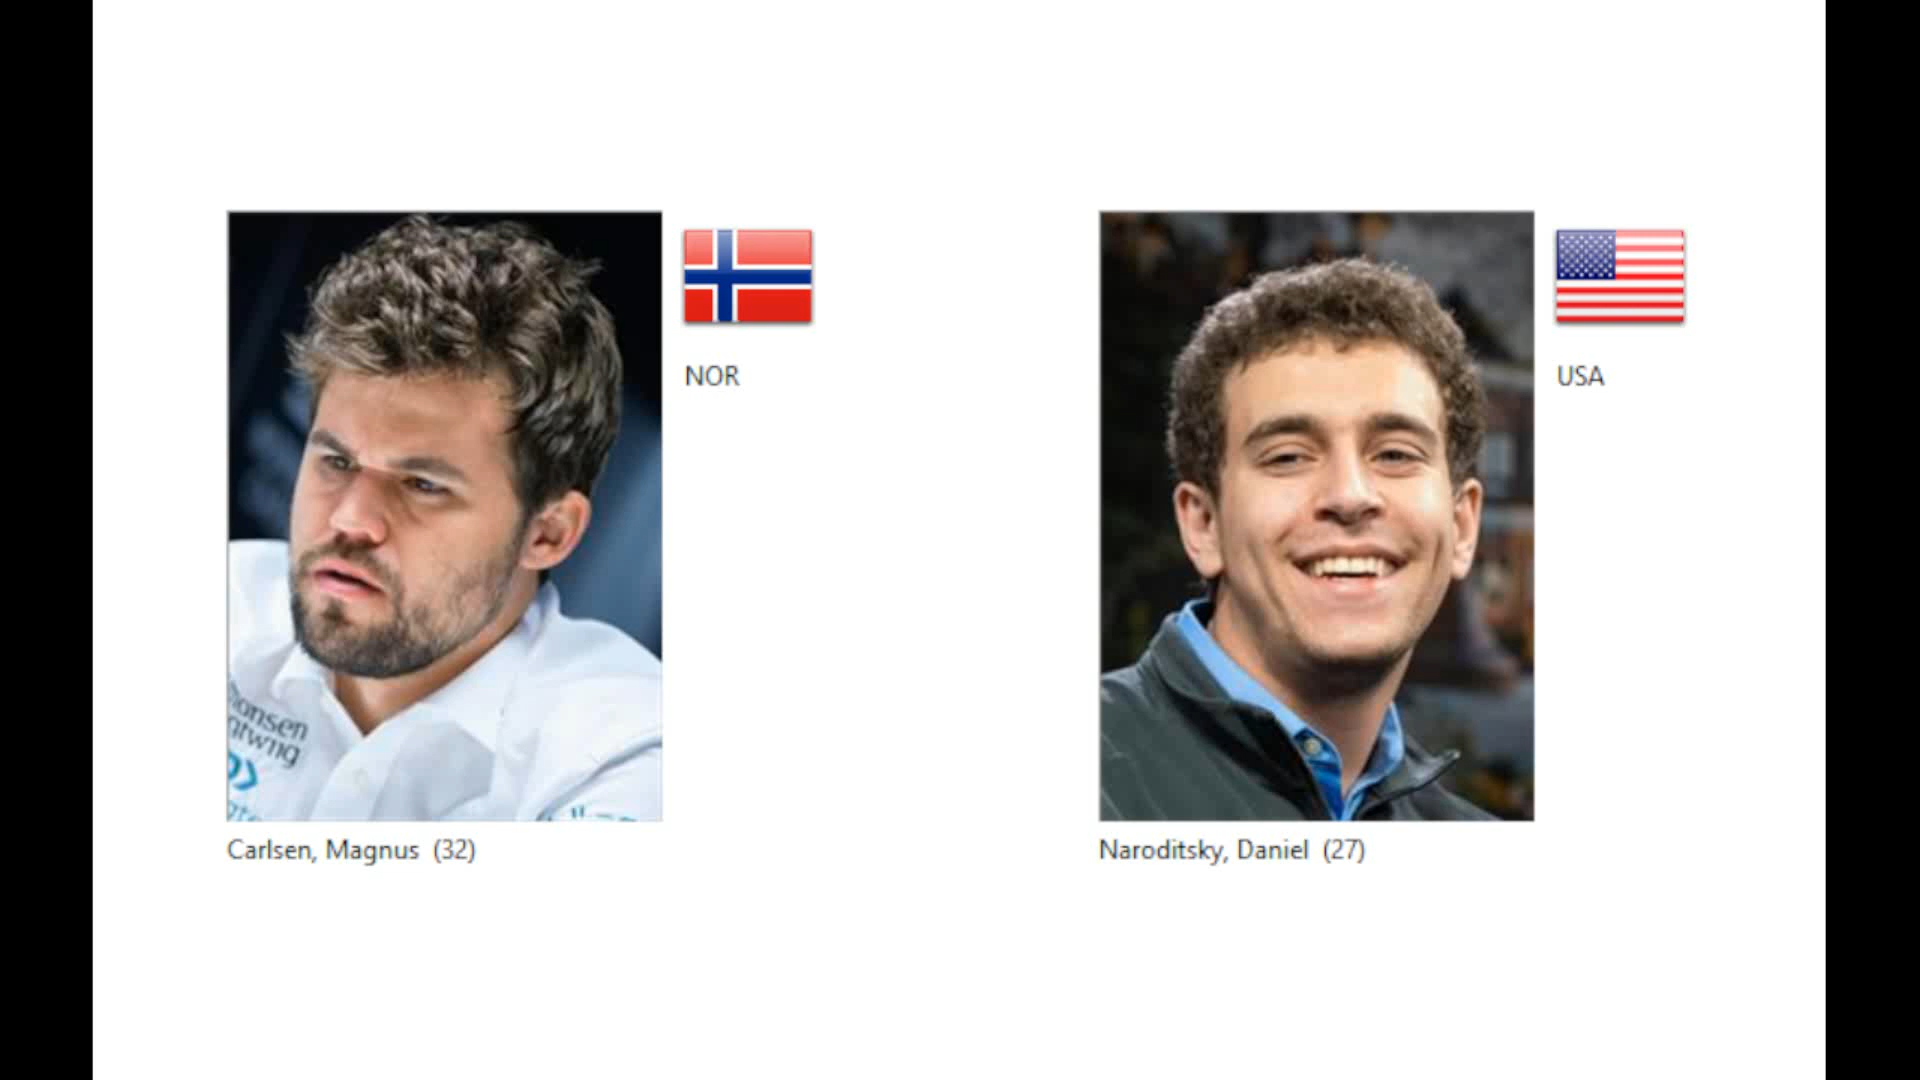 NOR
Carlsen, Magnus (32)
USA
Naroditsky, Daniel (27)